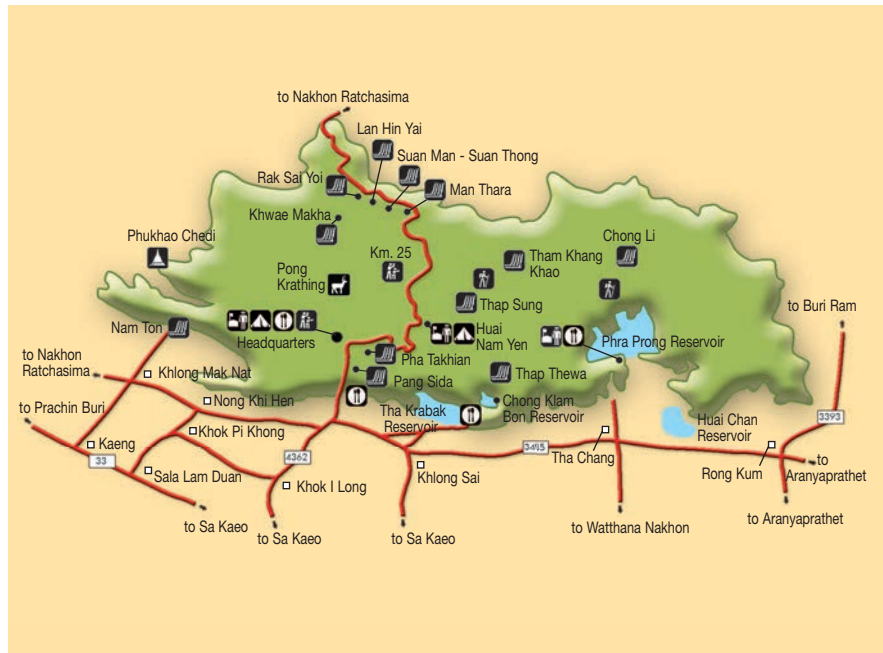 to Nakhon Ratchasima
Lan Hin Yai
Suan Man - Suan Thong
Rak Sai Yoi
Man Thara
Khwae Makha
Phukhao Chedi
Km. 25
Chong Li
Tham Khang
Khao
Pong
Krathing
Thap Sung
to Buri Ram
Nam Ton
Headquarters
Huai
Nam Yen
Phra Prong Reservoir
to Nakhon
Ratchasima
Pha Takhian
Khlong Mak Nat
Pang Sida
Thap Thewa
Nong Khi Hen
Tha Krabak
Reservoir
Chong Klam
Bon Reservoir
to Prachin Buri
Huai Chan
Reservoir
3393
Khok Pi Khong
Kaeng
33
4362
3485
Tha Chang
Sala Lam Duan
Khlong Sai
Rong Kum
to
Aranyaprathet
Khok I Long
to Sa Kaeo
to Sa Kaeo
to Sa Kaeo
to Watthana Nakhon
to Aranyaprathet